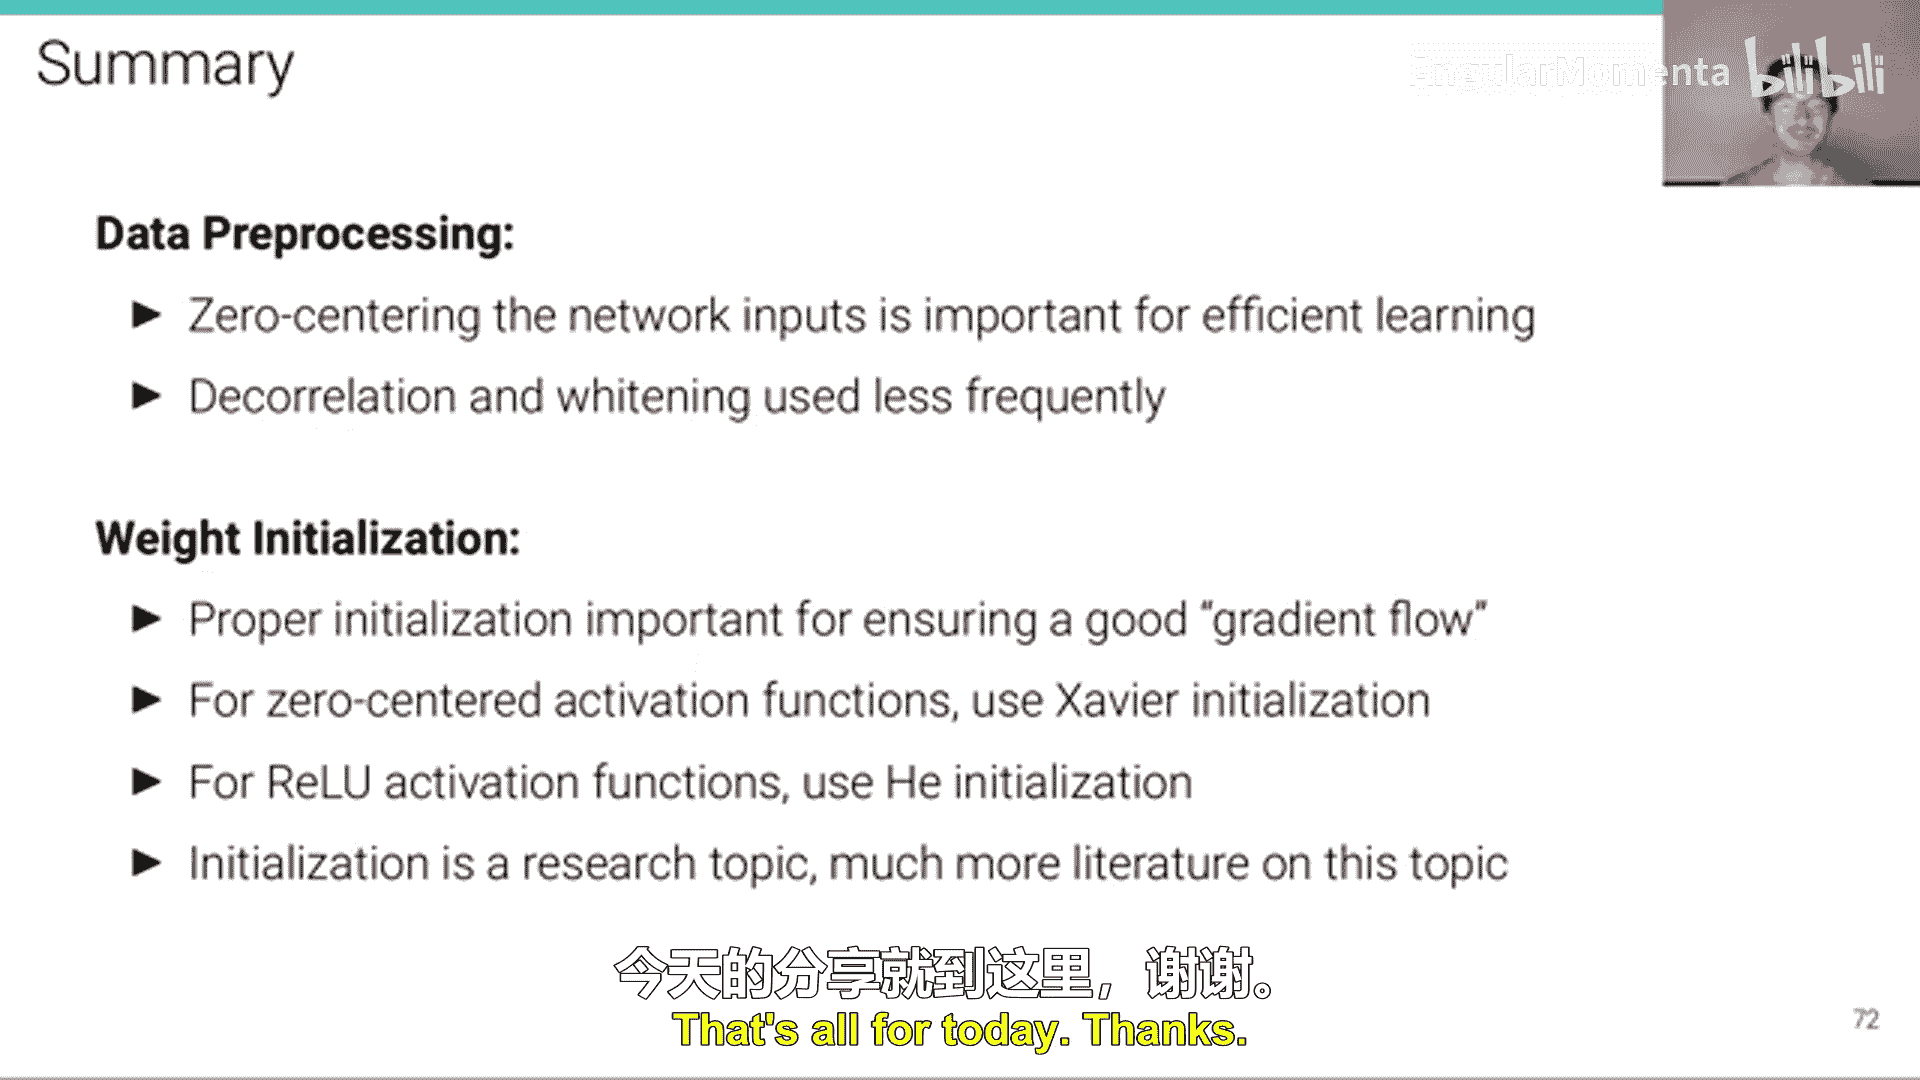 Summary
AngularMomenta bilibili
Data Preprocessing:
► Zero-centering the network inputs is important for efficient learning
► Decorrelation and whitening used less frequently
Weight Initialization:
► Proper initialization important for ensuring a good “gradient flow”
► For zero-centered activation functions, use Xavier initialization
► For ReLU activation functions, use He initialization
► Initialization is a research topic, much more literature on this topic
今天的分享就到这里，谢谢。
That's all for today. Thanks.
72